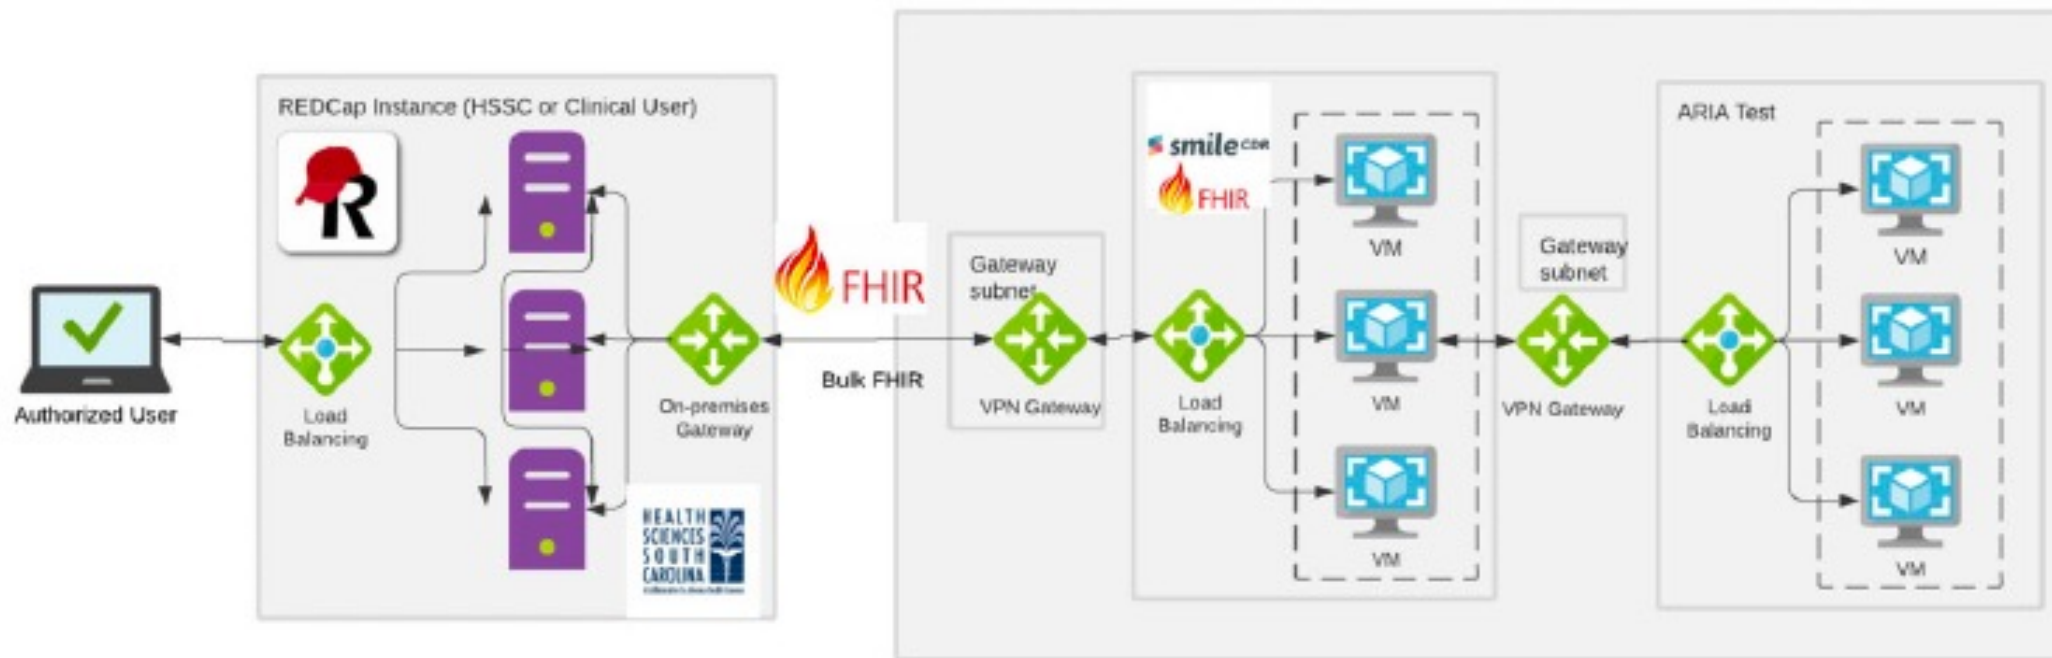 REDCap Instance (HSSC or Clinical User)
R
Authorized User
Load
Balancing
On-premises
Gateway
HEALTH
SCIENCES
SOUTH
CAROLINA
FHIR
Bulk FHIR
Gateway
subnet
VPN Gateway
smile CDR
FHIR
Load
Balancing
VM
VM
VM
Gateway
subnet
VPN Gateway
ARIA Test
Load
Balancing
VM
VM
VM